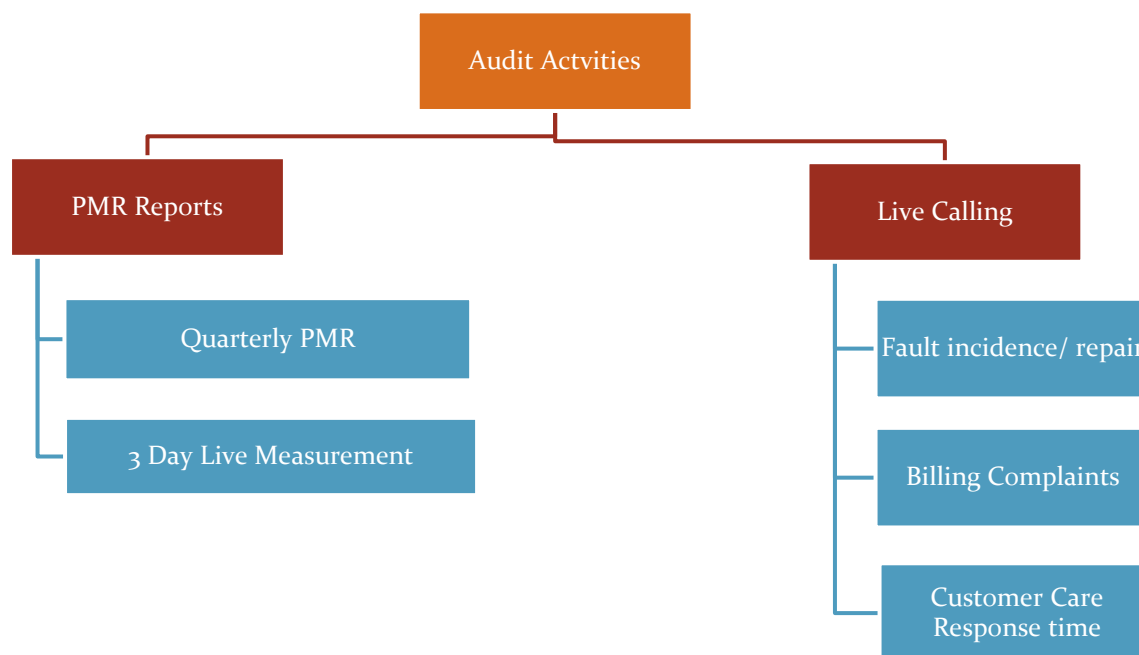 Audit Actvities
PMR Reports
Quarterly PMR
3 Day Live Measurement
Live Calling
Fault incidence/ repair
Billing Complaints
Customer Care
Response time